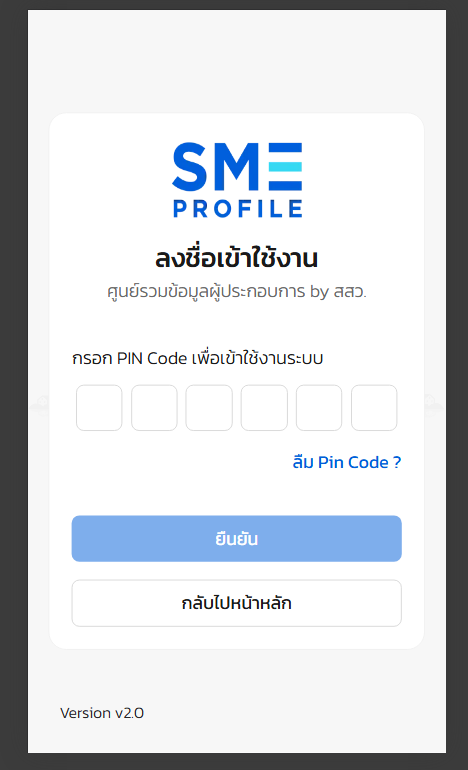 SME
PROFILE
ลงชื่อเข้าใช้งาน
ศูนย์รวมข้อมูลผู้ประกอบการ by สสว.
กรอก PIN Code เพื่อเข้าใช้งานระบบ
ลืม Pin Code ?
ยืนยัน
กลับไปหน้าหลัก
Version v2.0